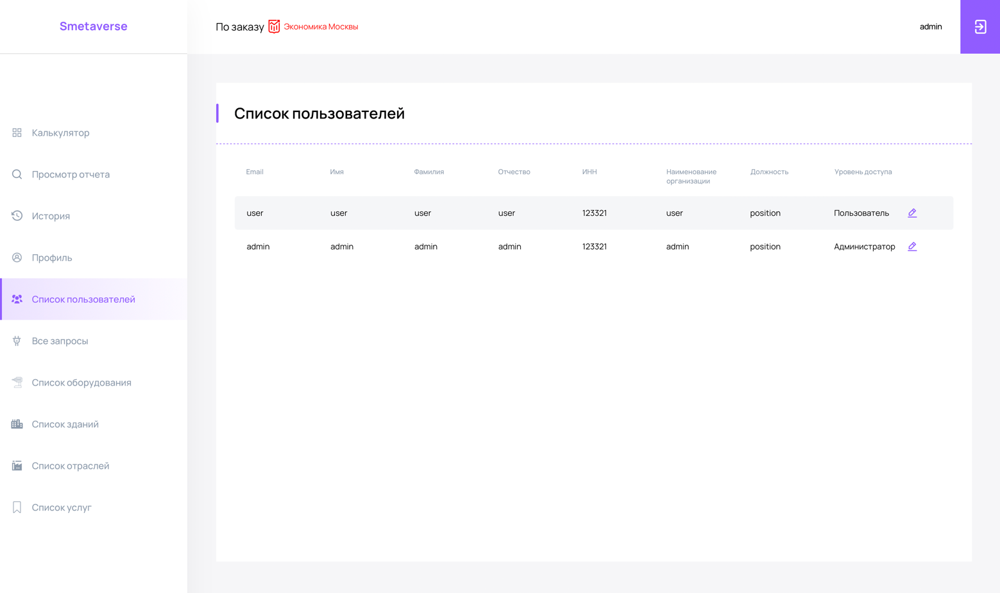 Smetaverse
По заказу Экономика Москвы
admin
Калькулятор
Просмотр отчета
История
Профиль
Список пользователей
Все запросы
Список оборудования
Список зданий
Список отраслей
Список услуг
Список пользователей
Email Имя Фамилия Отчество ИНН Наименование организации Должность Уровень доступа
user user user user 123321 user position Пользователь
admin admin admin admin 123321 admin position Администратор